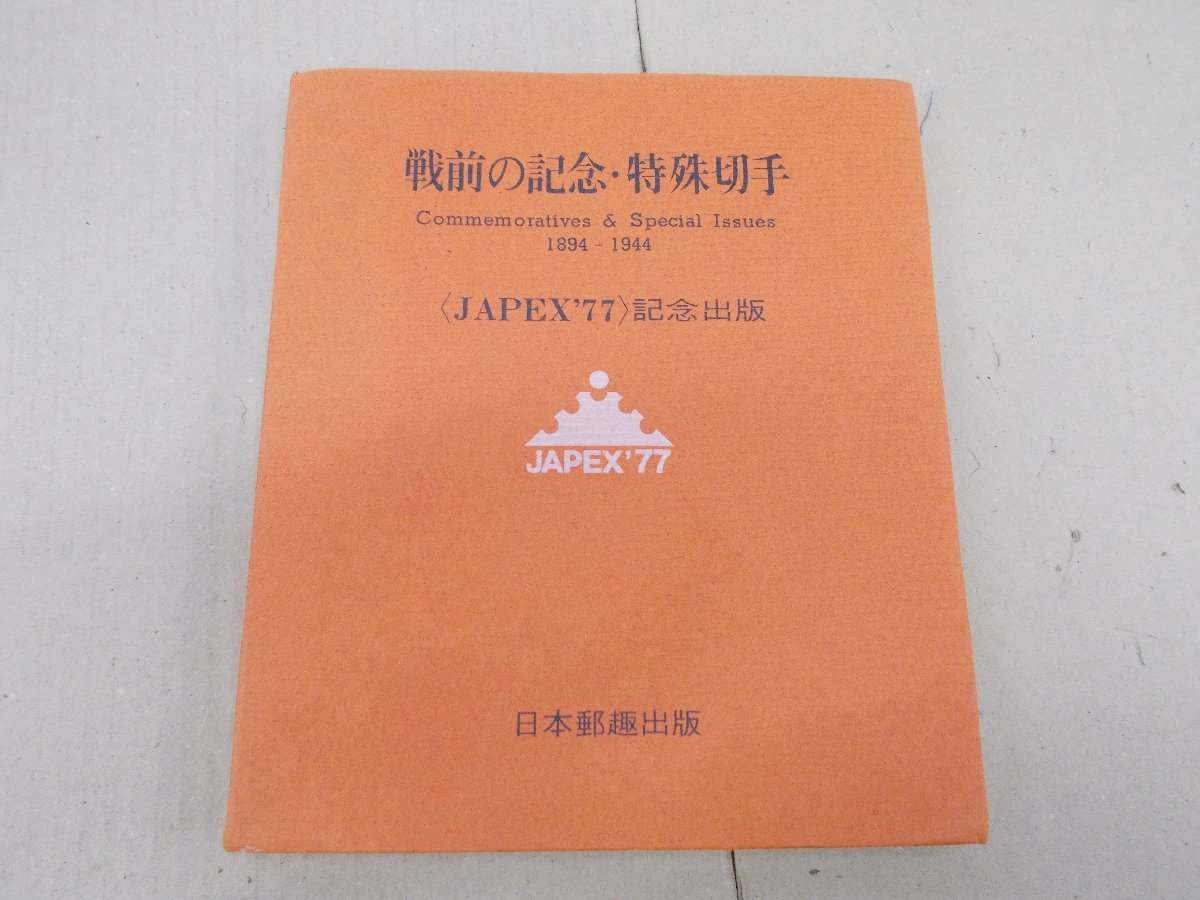 戦前の記念・特殊切手
Commemoratives & Special Issues
1894 - 1944
〈JAPEX'77〉記念出版
JAPEX'77
日本郵趣出版